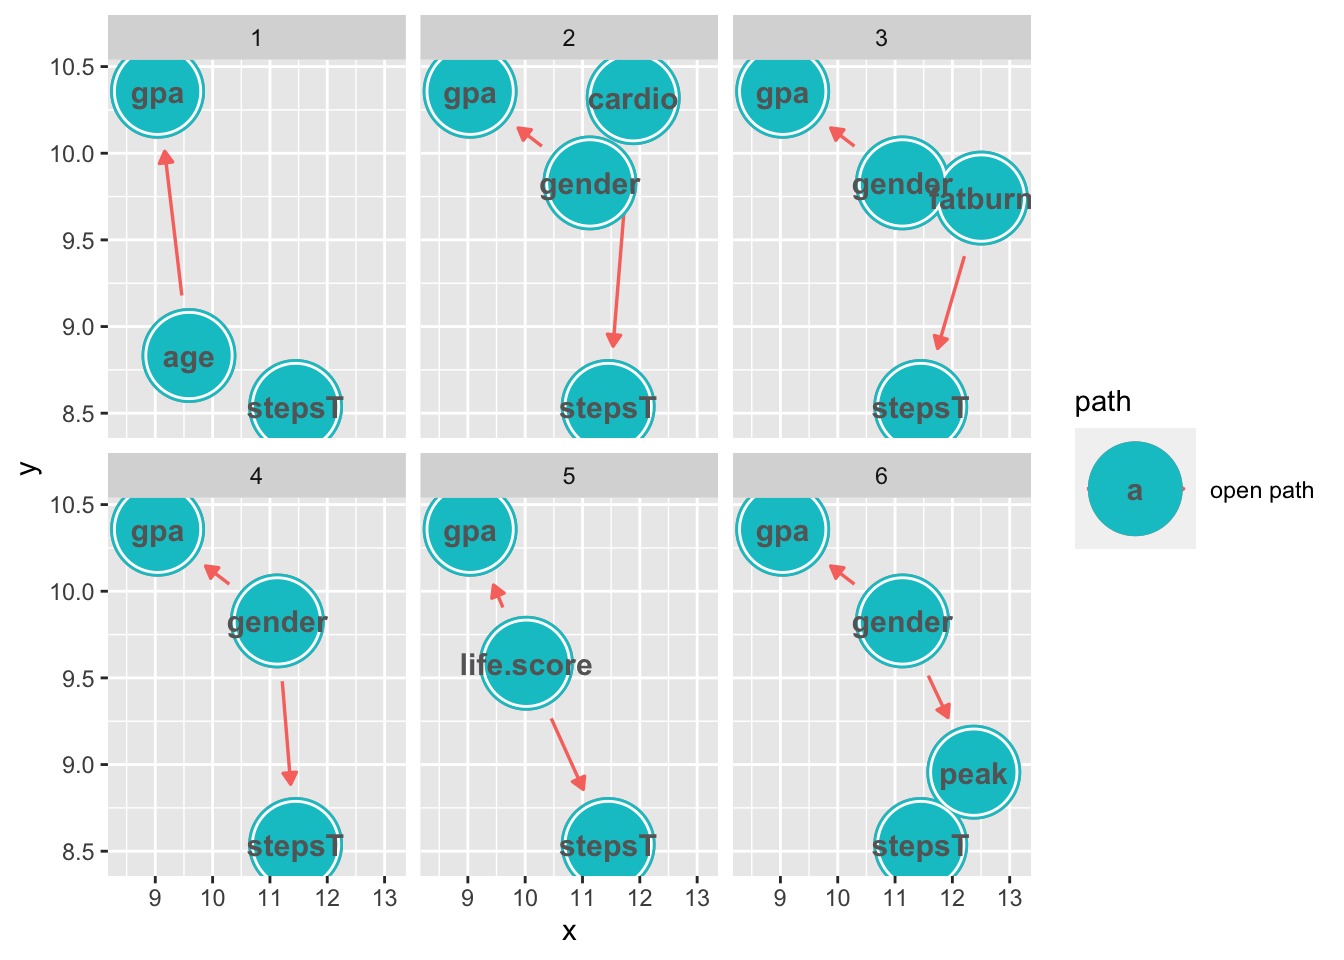 1
2
3
10.5
10.0
9.5
9.0
8.5
gpa
age
stepsT
gpa
cardio
gender
stepsT
gpa
gender
fatburn
stepsT
4
5
6
10.5
10.0
9.5
9.0
8.5
gpa
gender
stepsT
gpa
life.score
stepsT
gpa
gender
peak
stepsT
9 10 11 12 13
9 10 11 12 13
9 10 11 12 13
x
y
path
a
open path